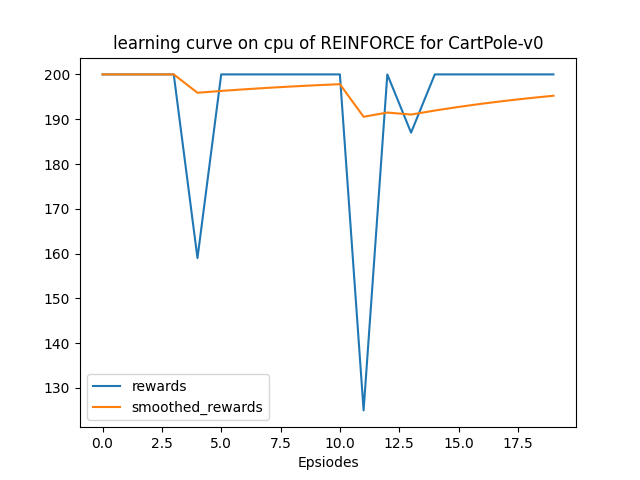 learning curve on cpu of REINFORCE for CartPole-v0
200
190
180
170
160
150
140
130
rewards
smoothed_rewards
0.0 2.5 5.0 7.5 10.0 12.5 15.0 17.5
Epsiodes